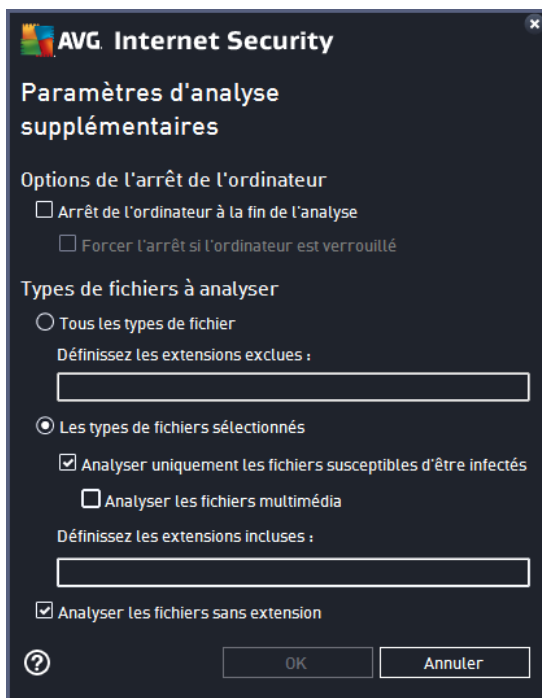 AVG. Internet Security
Paramètres d'analyse
supplémentaires
Options de l'arrêt de l'ordinateur
Arrêt de l'ordinateur à la fin de l'analyse
Forcer l'arrêt si l'ordinateur est verrouillé
Types de fichiers à analyser
Tous les types de fichier
Définissez les extensions exclues :
Les types de fichiers sélectionnés
Analyser uniquement les fichiers susceptibles d'être infectés
Analyser les fichiers multimédia
Définissez les extensions incluses :
Analyser les fichiers sans extension
OK
Annuler